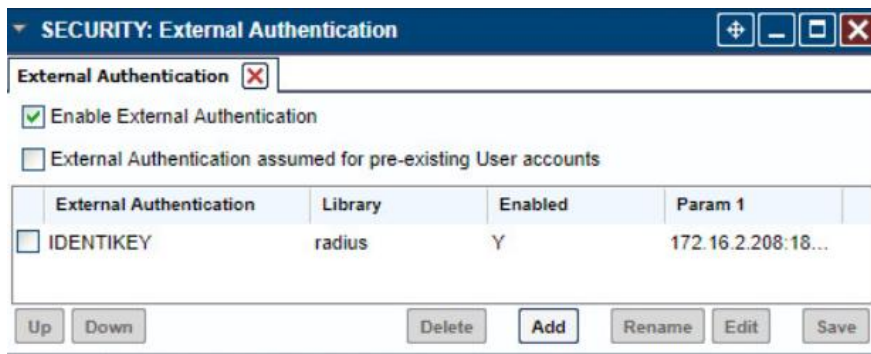 SECURITY: External Authentication
External Authentication
Enable External Authentication
External Authentication assumed for pre-existing User accounts
External Authentication Library Enabled Param 1
IDENTIKEY radius Y 172.16.2.208:18...
Up Down Delete Add Rename Edit Save